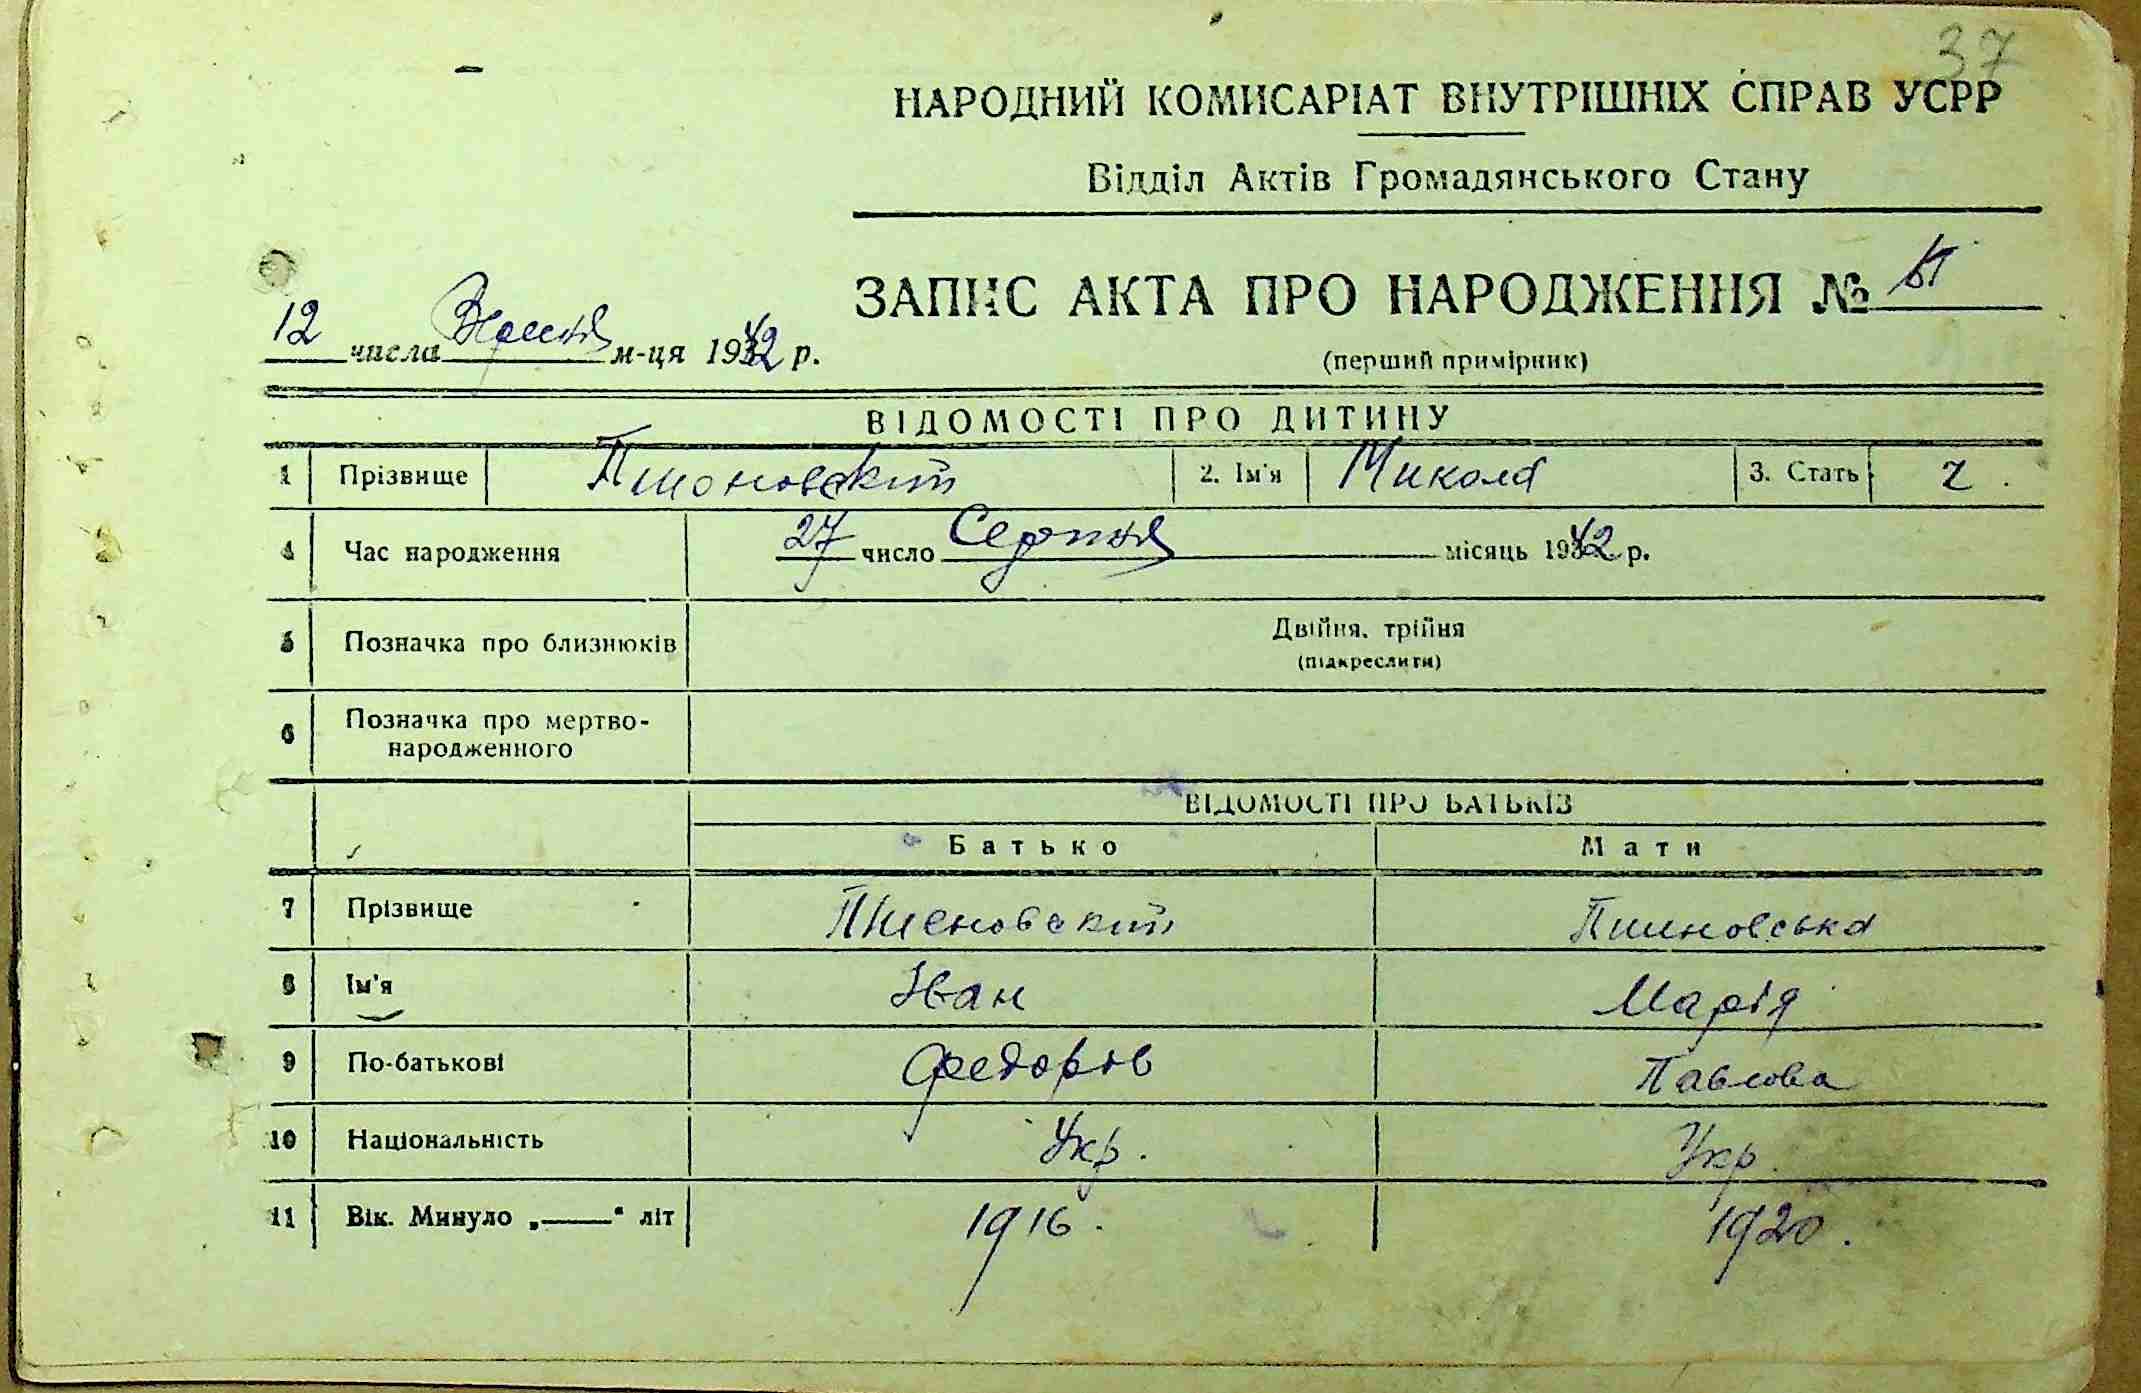 37
НАРОДНИЙ КОМИСАРІАТ ВНУТРІШНІХ СПРАВ УСРР
Відділ Актів Громадянського Стану
ЗАПИС АКТА ПРО НАРОДЖЕННЯ №
12 числа м-ця 1942 р.
(перший примірник)
ВІДОМОСТІ ПРО ДИТИНУ
1 Прізвище 2. Ім'я Микола 3. Стать ч.
4 Час народження 27 число Серпня місяць 1942 р.
5 Позначка про близнюків Двійня, трійня
(підкреслити)
6 Позначка про мертво-
народженного
ВІДОМОСТІ ПРО БАТЬКІВ
Батько Мати
7 Прізвище
8 Ім'я Іван Марія
9 По-батькові Федоров Павлова
10 Національність Укр. Укр.
11 Вік. Минуло „——" літ 1916. 1920.